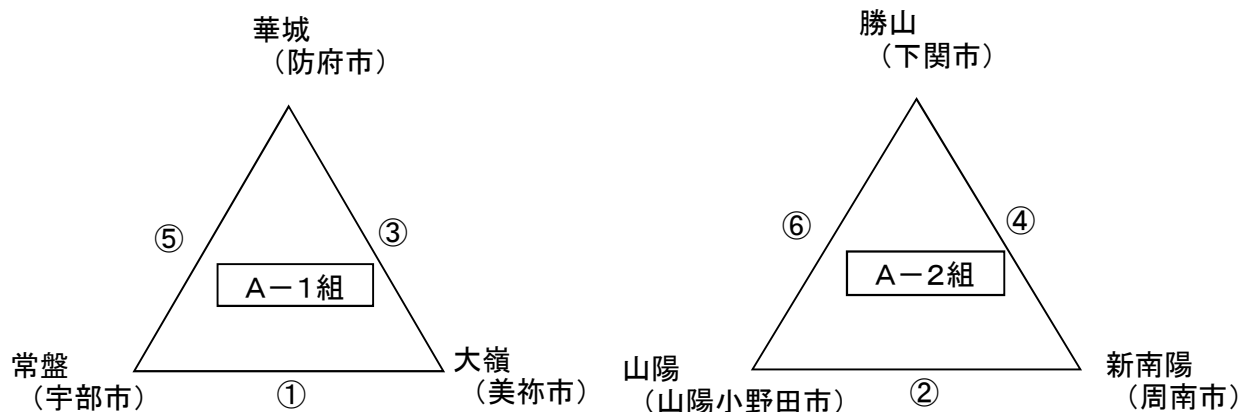 華城
(防府市)
⑤
③
A-1組
常盤
(宇部市)
①
大嶺
(美祢市)
勝山
(下関市)
⑥
④
A-2組
山陽
(山陽小野田市)
②
新南陽
(周南市)